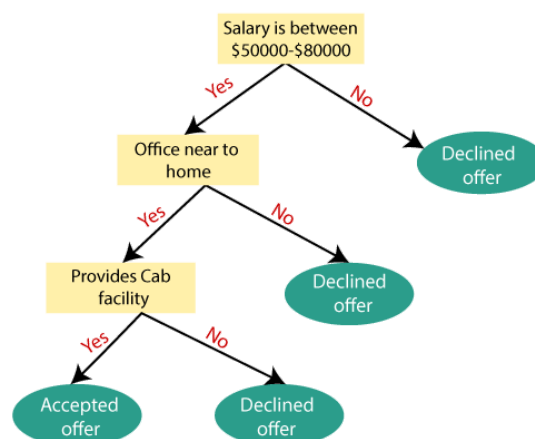 Salary is between
$50000-$80000
Yes
No
Office near to
home
Declined
offer
Yes
No
Provides Cab
facility
Declined
offer
Yes
No
Accepted
offer
Declined
offer